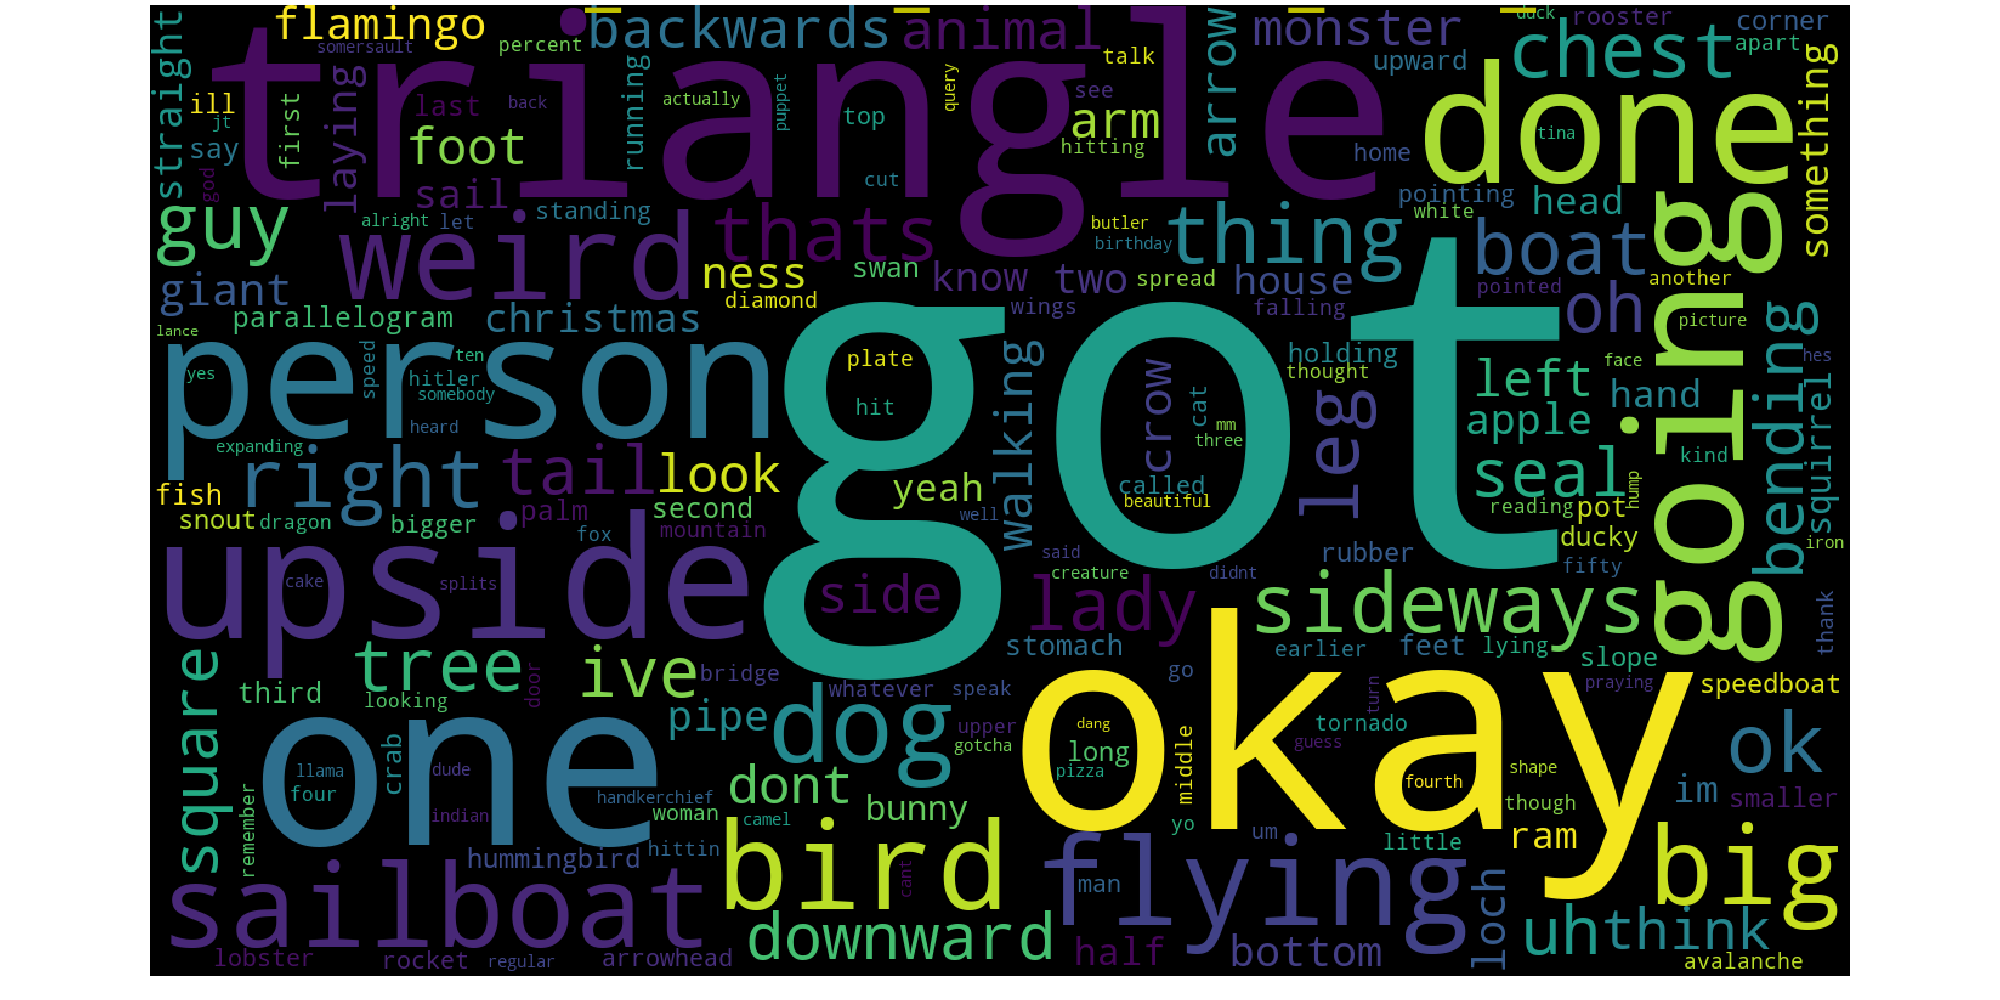 flamingo
somersault
percent
backwards
animal
monster
duck
rooster
corner
straight
triangle
talk
arrow
upward
chest
apart
ill
jt
say
first
laying
last
back
foot
running
actually
puppet
top
query
see
arm
hitting
home
done
tina
something
god
sail
cut
pointing
white
head
guy
alright
let
standing
weird
thats
butler
birthday
thing
boat
giant
ness
diamond
swan
know
two
spread
house
wings
falling
pointed
oh
another
going
parallelogram
christmas
lance
person
yes
speed
ten
hitler
somebody
heard
expanding
got
plate
hit
walking
crow
cat
mm
three
holding
thought
leg
left
apple
face
hand
picture
hes
bending
squirrel
right
tail
look
yeah
called
beautiful
seal
kind
fish
snout
dragon
bigger
palm
second
fox
mountain
well
reading
pot
hump
ducky
iron
rubber
fifty
upside
cake
splits
said
creature
didnt
side
lady
sideways
thank
square
tree
ive
stomach
earlier
feet
lying
slope
third
looking
door
bridge
whatever
speak
go
turn
praying
speedboat
one
pipe
dog
upper
gotcha
dang
long
pizza
okay
middle
tornado
guess
fourth
shape
ok
crab
llama
four
dude
handkerchief
dont
bunny
yo
though
im
smaller
remember
indian
woman
camel
um
little
ram
hummingbird
hittin
bird
cant
man
flying
loch
big
sailboat
downward
half
bottom
uh
think
lobster
rocket
regular
arrowhead
avalanche